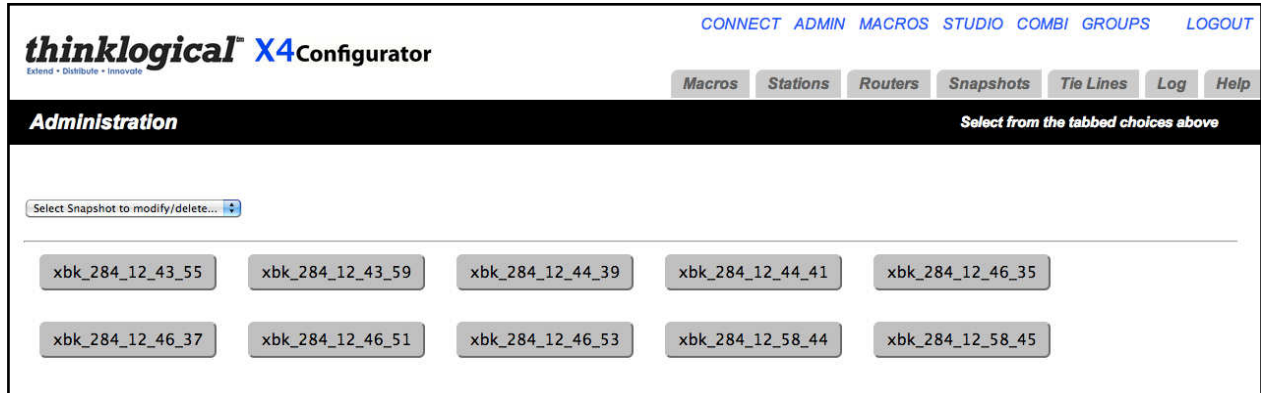 CONNECT ADMIN MACROS STUDIO COMBI GROUPS LOGOUT
thinklogical™ X4Configurator
Extend • Distribute • Innovate
Macros Stations Routers Snapshots Tie Lines Log Help
Administration Select from the tabbed choices above
Select Snapshot to modify/delete...
xbk_284_12_43_55 xbk_284_12_43_59 xbk_284_12_44_39 xbk_284_12_44_41 xbk_284_12_46_35
xbk_284_12_46_37 xbk_284_12_46_51 xbk_284_12_46_53 xbk_284_12_58_44 xbk_284_12_58_45